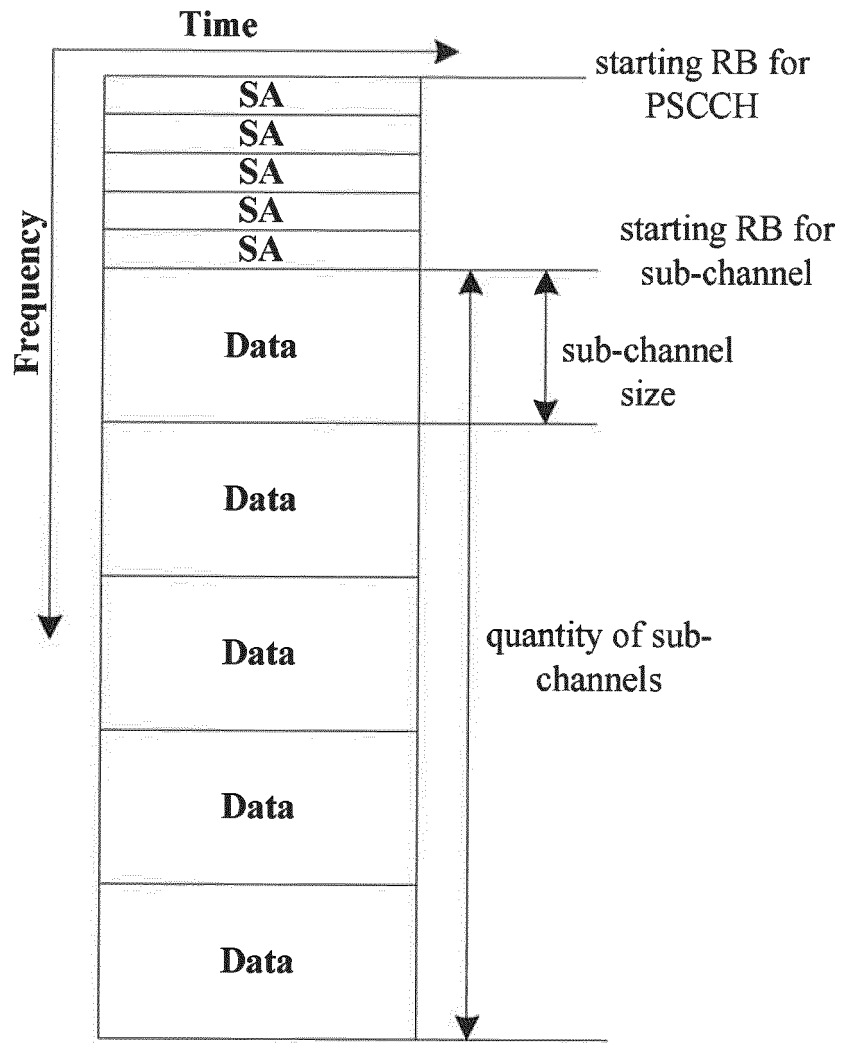 Time
starting RB for
PSCCH
SA
SA
SA
SA
SA
Frequency
starting RB for
sub-channel
Data
sub-channel
size
Data
Data
quantity of sub-
channels
Data
Data